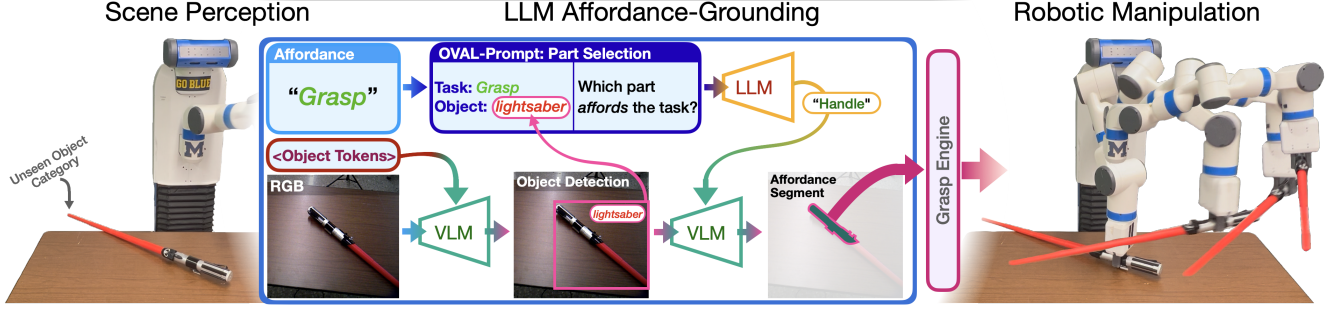 Scene Perception
LLM Affordance-Grounding
Robotic Manipulation
GO BLUE
M
Unseen Object
Category
Affordance
“Grasp”
OVAL-Prompt: Part Selection
Task: Grasp
Object: lightsaber
Which part
affords the task?
LLM
“Handle"
<Object Tokens>
RGB
VLM
Object Detection
lightsaber
VLM
Affordance
Segment
Grasp Engine
M